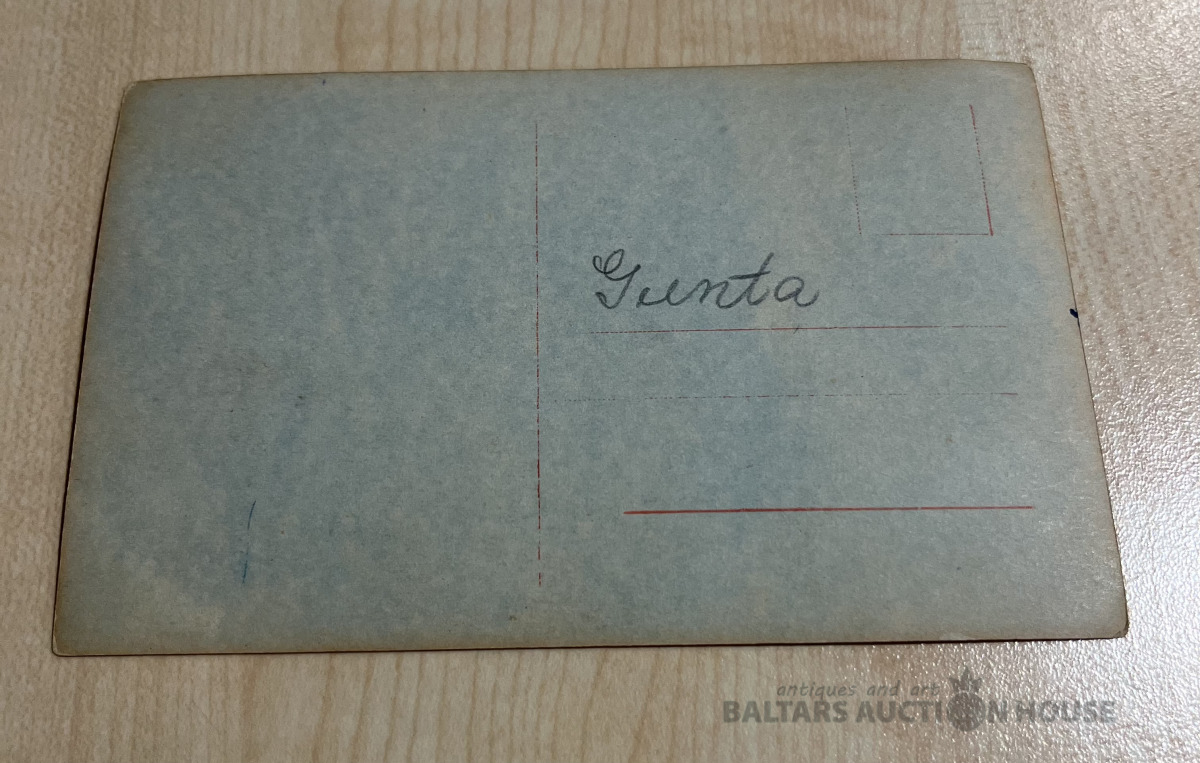 Gunta
antiques and art
BALTARS AUCTION HOUSE